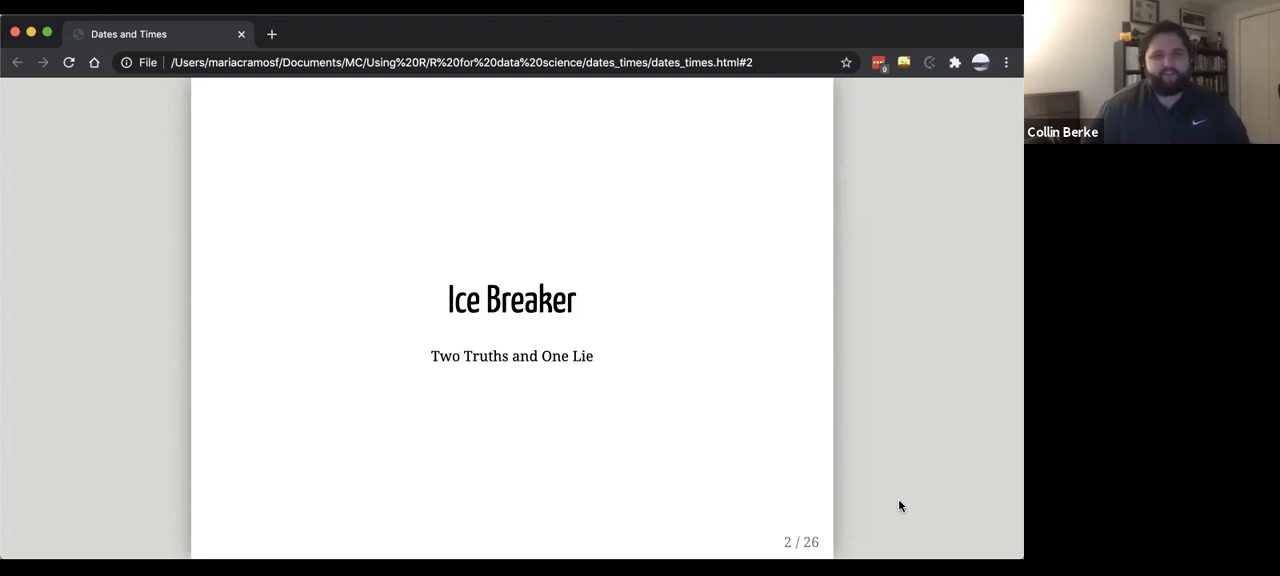 Dates and Times
File
/Users/mariacramosf/Documents/MC/Using%20R/R%20for%20data%20science/dates_times/dates_times.html#2
9
Collin Berke
Ice Breaker
Two Truths and One Lie
2 / 26